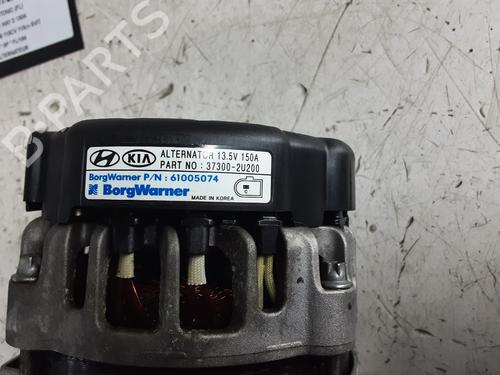 B-PARTS
KIA
ALTERNATOR 13.5V 150A
PART NO : 37300-2U200
BorgWarner P/N : 61005074
BorgWarner
MADE IN KOREA
C